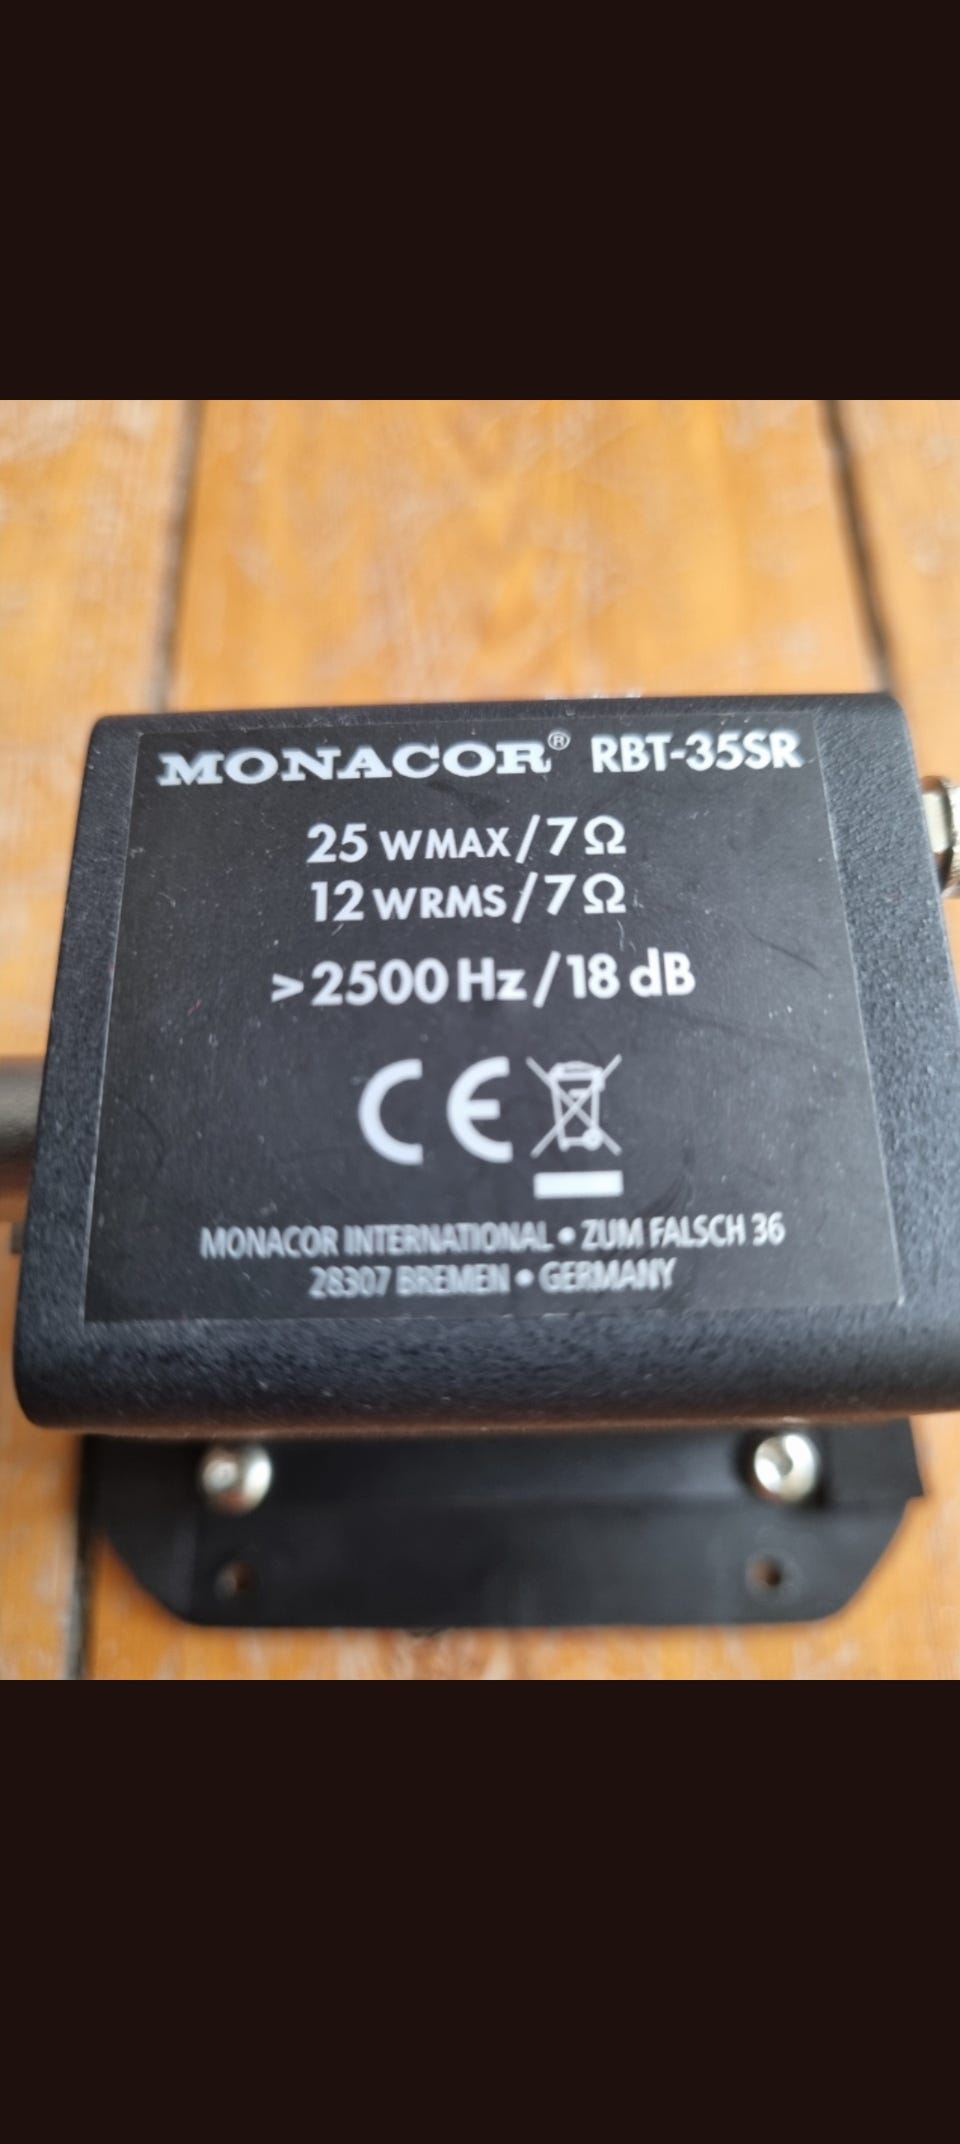 MONACOR® RBT-35SR
25 WMAX/7Ω
12 WRMS/7Ω
>2500 Hz/18 dB
CE
MONACOR INTERNATIONAL • ZUM FALSCH 36
28307 BREMEN • GERMANY